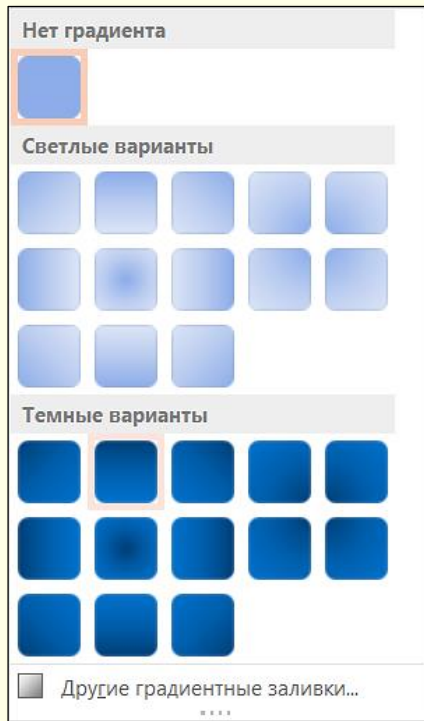 Нет градиента
Светлые варианты
Темные варианты
Другие градиентные заливки...